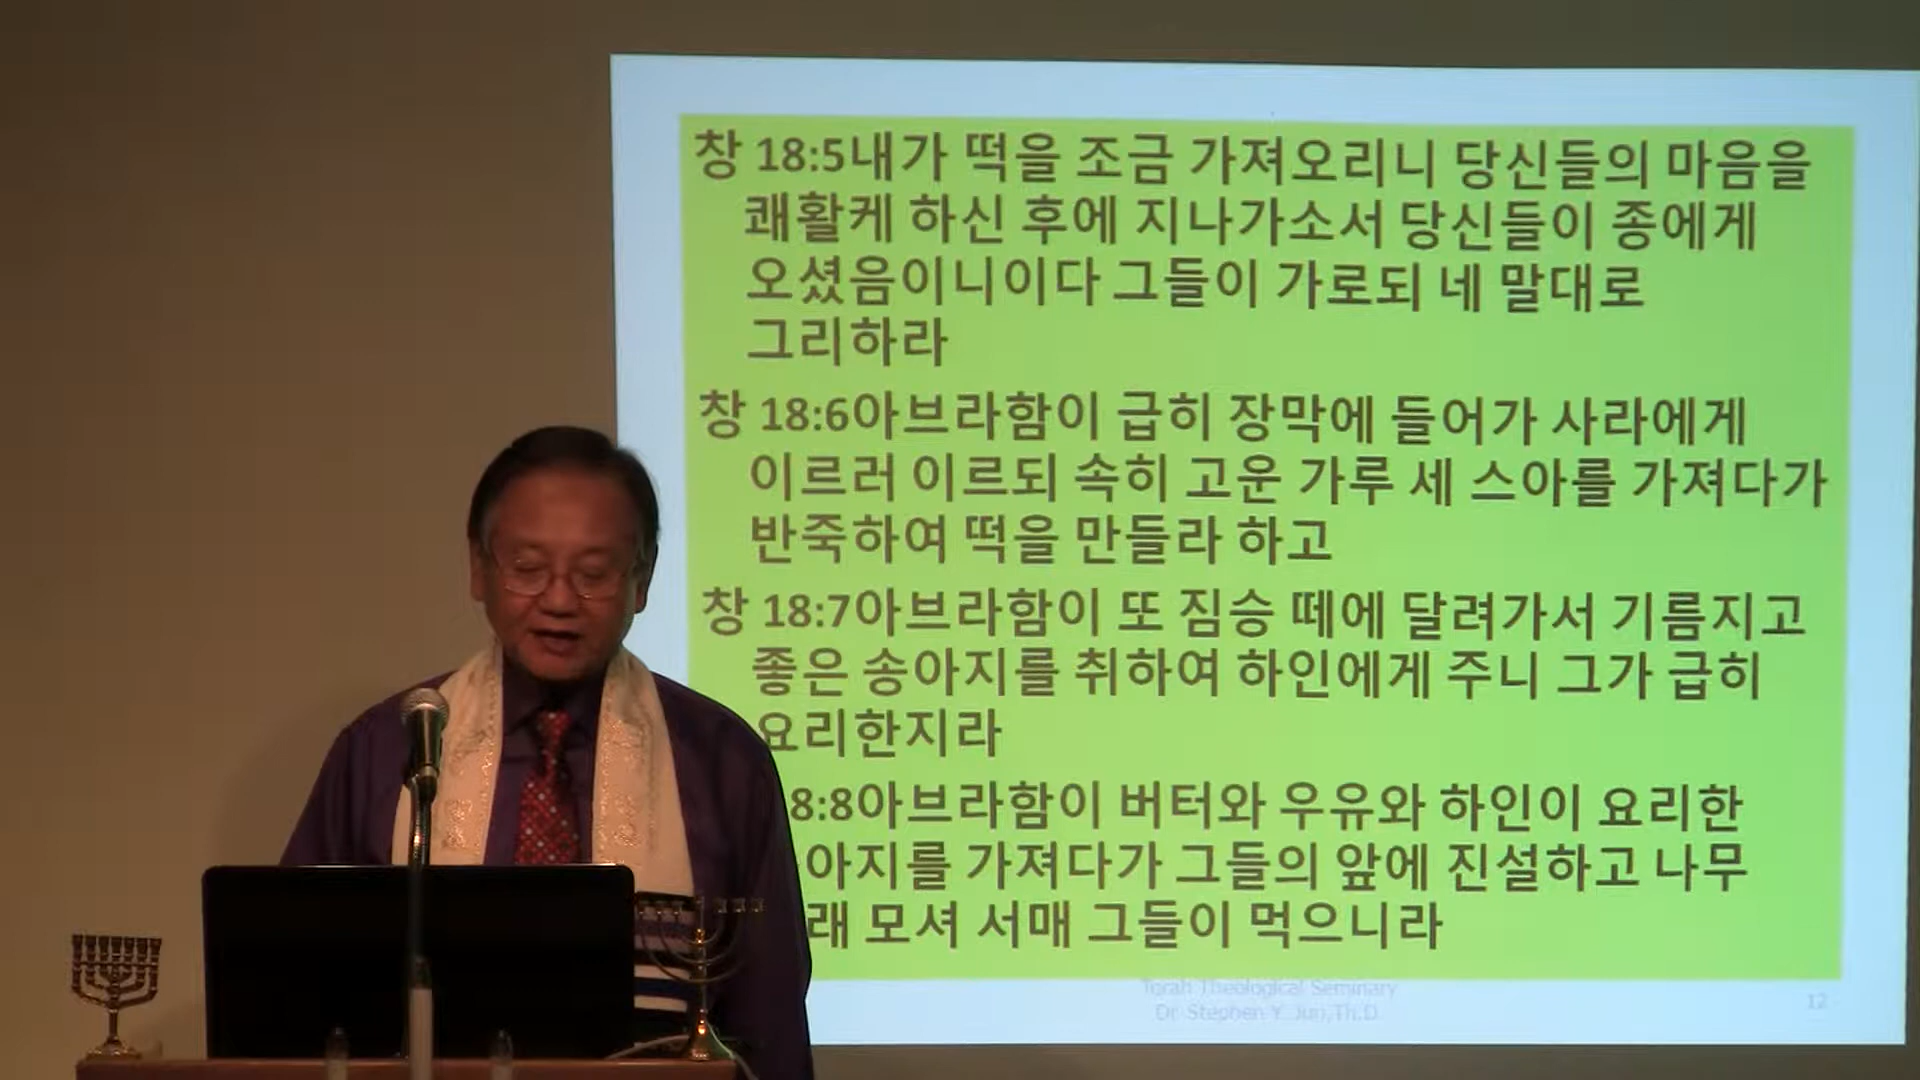 창 18:5내가 떡을 조금 가져오리니 당신들의 마음을
쾌활케 하신 후에 지나가소서 당신들이 종에게
오셨음이니이다 그들이 가로되 네 말대로
그리하라
창 18:6아브라함이 급히 장막에 들어가 사라에게
이르러 이르되 속히 고운 가루 세 스아를 가져다가
반죽하여 떡을 만들라 하고
창 18:7아브라함이 또 짐승 떼에 달려가서 기름지고
좋은 송아지를 취하여 하인에게 주니 그가 급히
요리한지라
8:8아브라함이 버터와 우유와 하인이 요리한
아지를 가져다가 그들의 앞에 진설하고 나무
래 모셔 서매 그들이 먹으니라
Torah Theological Seminary
Dr. Stephen Y. Jun,Th.D.
12